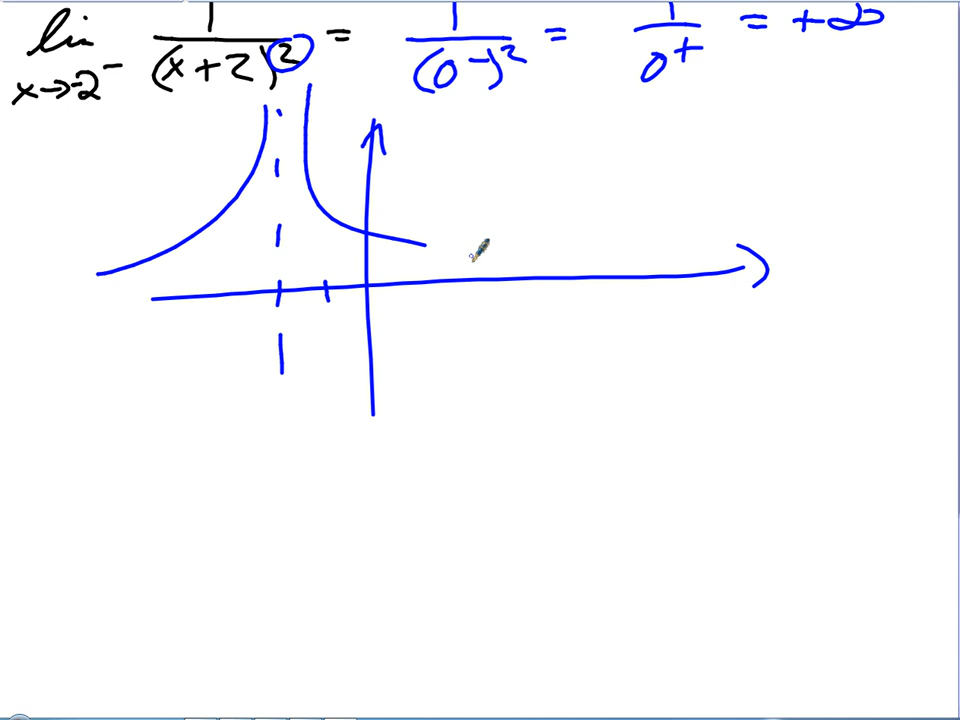 lim x→-2⁻ 1/(x+2)² = 1/(0⁻)² = 1/0⁺ = +∞